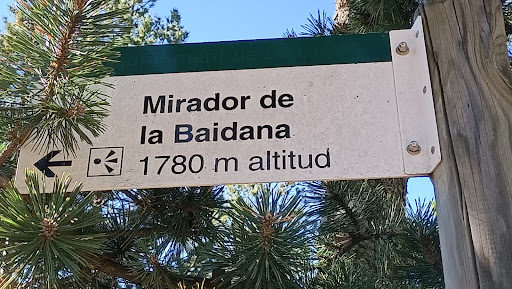 Mirador de
la Baidana
1780 m altitud